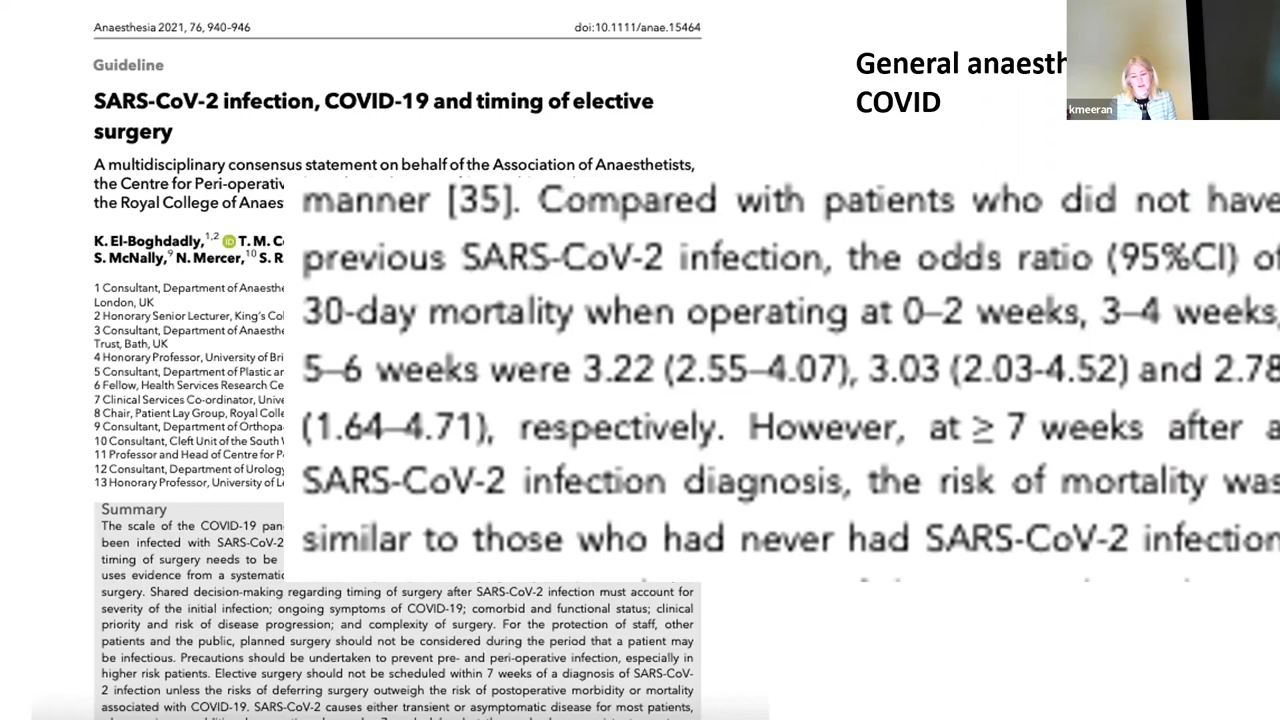 Anaesthesia 2021, 76, 940–946
doi:10.1111/anae.15464
Guideline
SARS-CoV-2 infection, COVID-19 and timing of elective
surgery
A multidisciplinary consensus statement on behalf of the Association of Anaesthetists,
the Centre for Peri-operativ
the Royal College of Anaes
K. El-Boghdadly,1,2 iD T. M. C
S. McNally,9 N. Mercer,10 S. R
1 Consultant, Department of Anaesthe
London, UK
2 Honorary Senior Lecturer, King's Col
3 Consultant, Department of Anaesthe
Trust, Bath, UK
4 Honorary Professor, University of Bri
5 Consultant, Department of Plastic ar
6 Fellow, Health Services Research Ce
7 Clinical Services Co-ordinator, Unive
8 Chair, Patient Lay Group, Royal Colle
9 Consultant, Department of Orthopa
10 Consultant, Cleft Unit of the South
11 Professor and Head of Centre for P
12 Consultant, Department of Urology
13 Honorary Professor, University of L
Summary
The scale of the COVID-19 pan
been infected with SARS-CoV-2
timing of surgery needs to be
uses evidence from a systematic
surgery. Shared decision-making regarding timing of surgery after SARS-CoV-2 infection must account for
severity of the initial infection; ongoing symptoms of COVID-19; comorbid and functional status; clinical
priority and risk of disease progression; and complexity of surgery. For the protection of staff, other
patients and the public, planned surgery should not be considered during the period that a patient may
be infectious. Precautions should be undertaken to prevent pre- and peri-operative infection, especially in
higher risk patients. Elective surgery should not be scheduled within 7 weeks of a diagnosis of SARS-CoV-
2 infection unless the risks of deferring surgery outweigh the risk of postoperative morbidity or mortality
associated with COVID-19. SARS-CoV-2 causes either transient or asymptomatic disease for most patients,
manner [35]. Compared with patients who did not have
previous SARS-CoV-2 infection, the odds ratio (95%CI) of
30-day mortality when operating at 0–2 weeks, 3–4 weeks,
5–6 weeks were 3.22 (2.55–4.07), 3.03 (2.03-4.52) and 2.78
(1.64–4.71), respectively. However, at ≥ 7 weeks after a
SARS-CoV-2 infection diagnosis, the risk of mortality was
similar to those who had never had SARS-CoV-2 infection
General anaesth
COVID
kmeeran